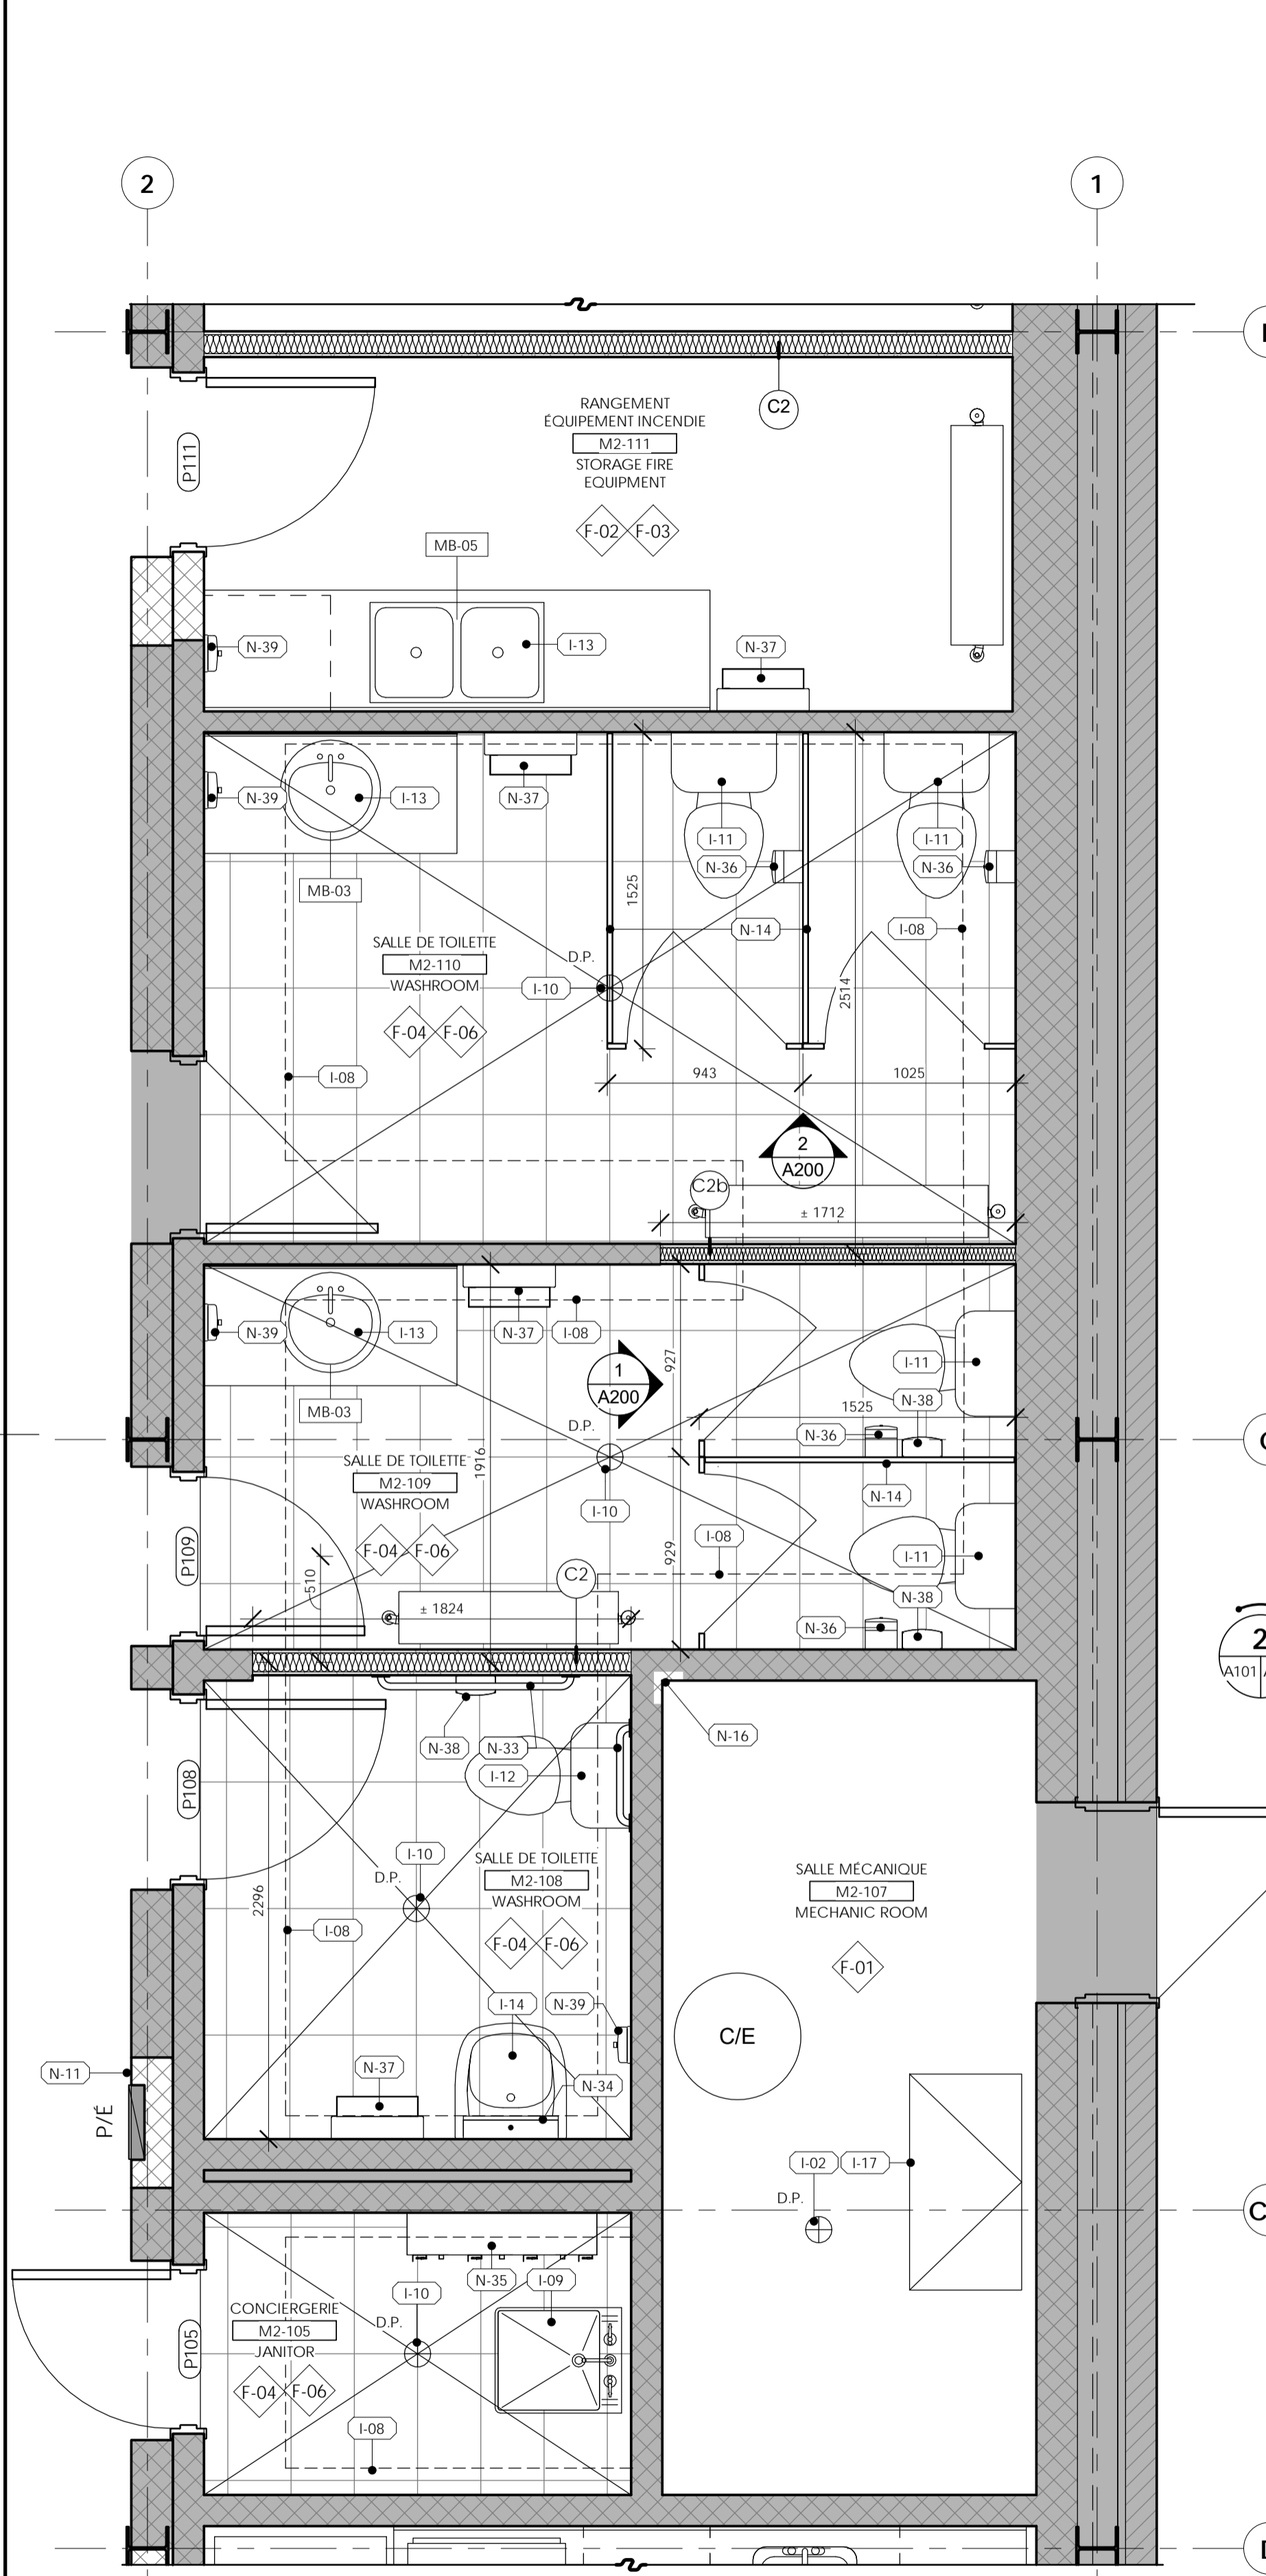 2
1
C2
RANGEMENT
ÉQUIPEMENT INCENDIE
M2-111
STORAGE FIRE
EQUIPMENT
P111
F-02
F-03
MB-05
N-39
I-13
N-37
N-39
I-13
N-37
I-11
I-11
N-36
N-36
MB-03
1525
N-14
I-08
SALLE DE TOILETTE
M2-110
WASHROOM
D.P.
I-10
2514
F-04
F-06
I-08
943
1025
2
A200
C2b
± 1712
N-39
I-13
N-37
I-08
927
I-11
1
A200
N-38
1525
MB-03
D.P.
N-36
SALLE DE TOILETTE
M2-109
WASHROOM
1916
N-14
I-10
P109
F-04
F-06
I-08
929
I-11
510
C2
N-38
± 1824
N-36
2
A101
N-38
N-33
N-16
I-12
P108
I-10
SALLE DE TOILETTE
M2-108
WASHROOM
D.P.
SALLE MÉCANIQUE
M2-107
MECHANIC ROOM
2296
I-08
F-04
F-06
F-01
I-14
N-39
C/E
N-11
N-37
N-34
P/É
I-02
I-17
D.P.
N-35
I-09
I-10
CONCIERGERIE
M2-105
JANITOR
D.P.
P105
F-04
F-06
I-08